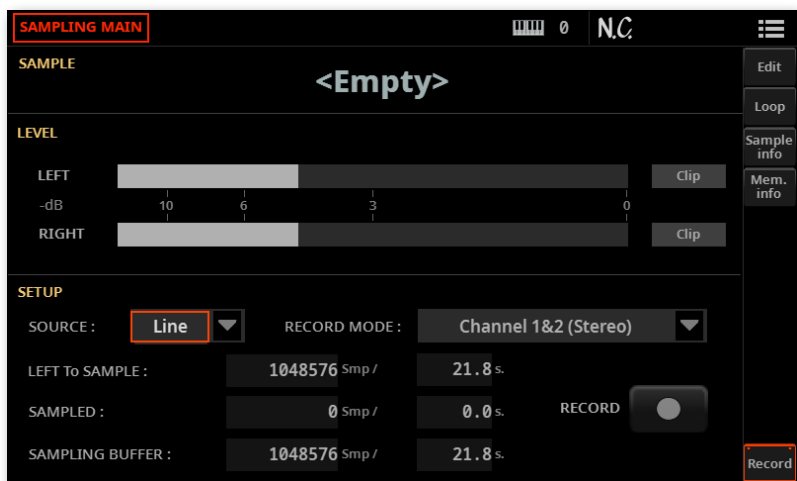 SAMPLING MAIN 0 N.C.
SAMPLE
<Empty>
Edit
Loop
Sample
info
Mem.
info
LEVEL
LEFT Clip
-dB 10 6 3 0
RIGHT Clip
SETUP
SOURCE : Line RECORD MODE : Channel 1&2 (Stereo)
LEFT To SAMPLE : 1048576 Smp / 21.8 s.
SAMPLED : 0 Smp / 0.0 s. RECORD
SAMPLING BUFFER : 1048576 Smp / 21.8 s.
Record